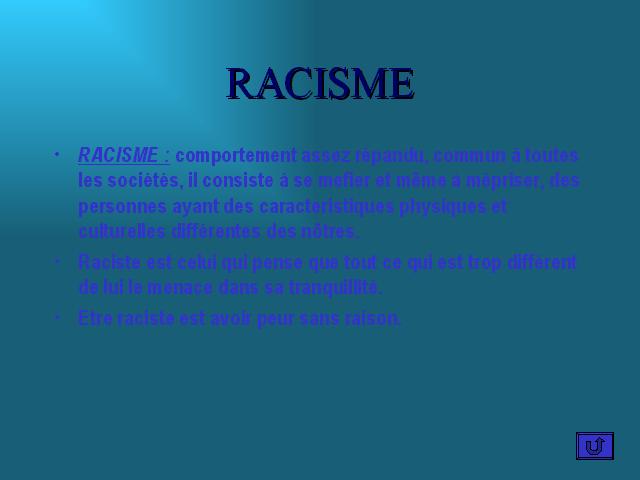 RACISME
• RACISME : comportement assez répandu, commun à toutes
les sociétés, il consiste à se mefier et même a mépriser, des
personnes ayant des caracteristiques physiques et
culturelles différentes des nôtres.
• Raciste est celui qui pense que tout ce qui est trop différent
de lui le menace dans sa tranquillité.
• Etre raciste est avoir peur sans raison.